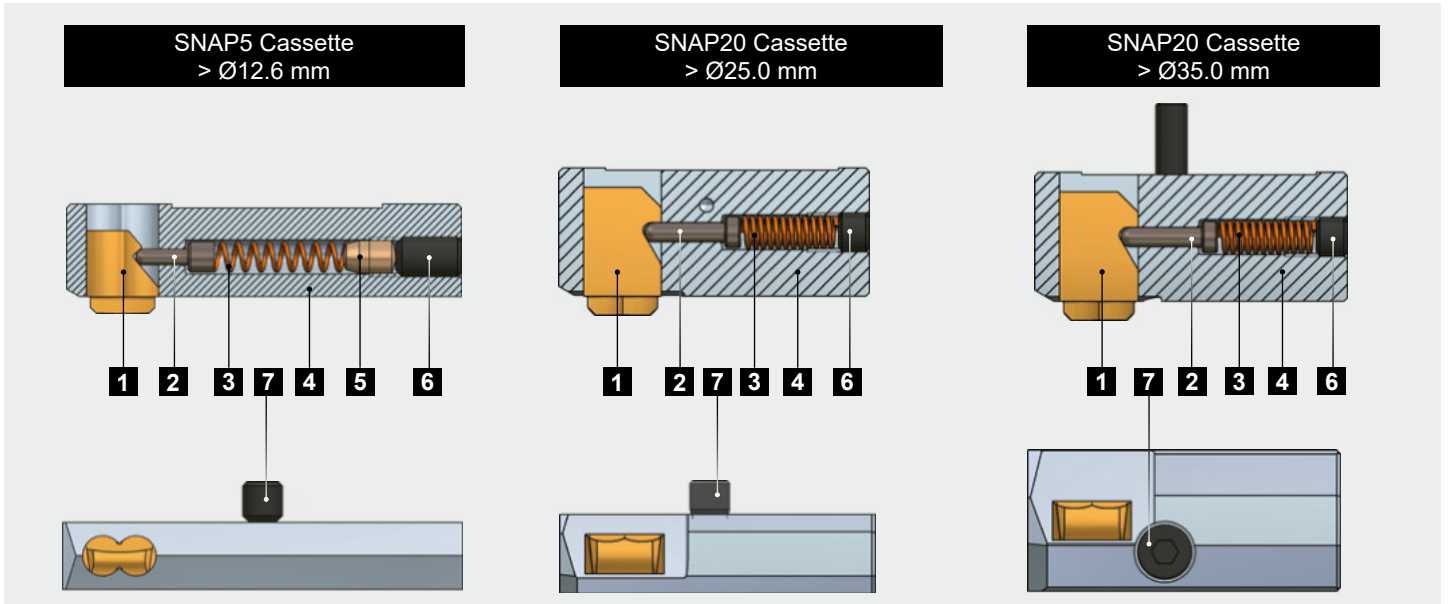 SNAP5 Cassette
> Ø12.6 mm
SNAP20 Cassette
> Ø25.0 mm
SNAP20 Cassette
> Ø35.0 mm
1 2 3 7 4 5 6
1 2 7 3 4 6
1 7 2 3 4 6